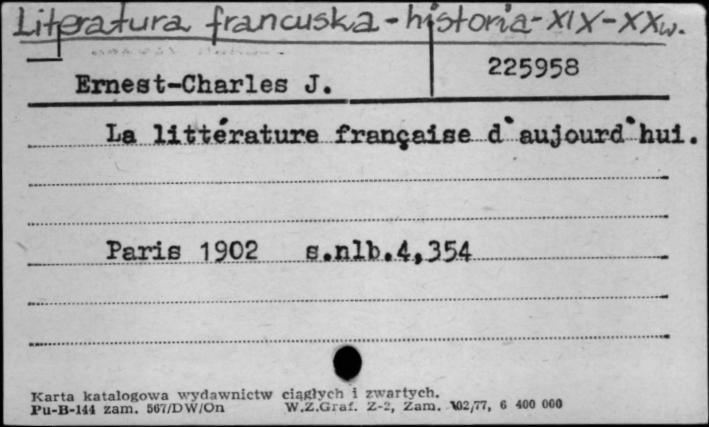 Literatura francuska - historia - XIX - XXw.
225958
Ernest-Charles J.
La littérature française d'aujourd'hui.
Paris 1902 s.nlb.4,354
Karta katalogowa wydawnictw ciągłych i zwartych.
Pu-B-144 zam. 567/DW/On W.Z.Graf. Z-2, Zam. 102/77, 6 400 000